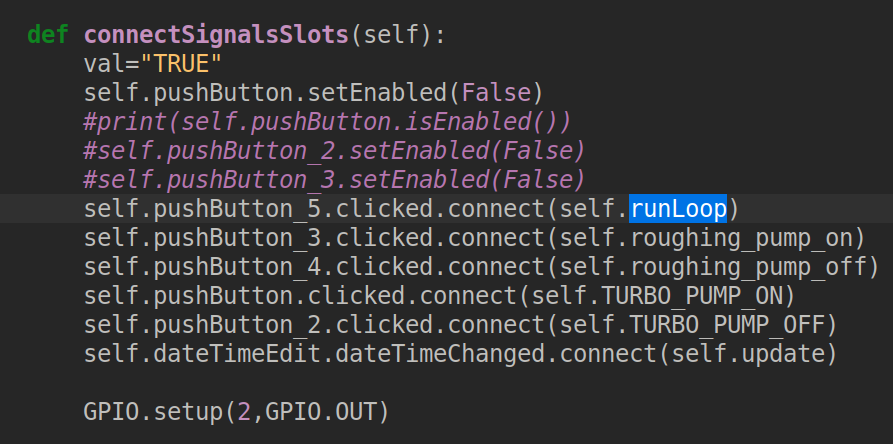 def connectSignalsSlots(self):
val="TRUE"
self.pushButton.setEnabled(False)
#print(self.pushButton.isEnabled())
#self.pushButton_2.setEnabled(False)
#self.pushButton_3.setEnabled(False)
self.pushButton_5.clicked.connect(self.runLoop)
self.pushButton_3.clicked.connect(self.roughing_pump_on)
self.pushButton_4.clicked.connect(self.roughing_pump_off)
self.pushButton.clicked.connect(self.TURBO_PUMP_ON)
self.pushButton_2.clicked.connect(self.TURBO_PUMP_OFF)
self.dateTimeEdit.dateTimeChanged.connect(self.update)
GPIO.setup(2,GPIO.OUT)